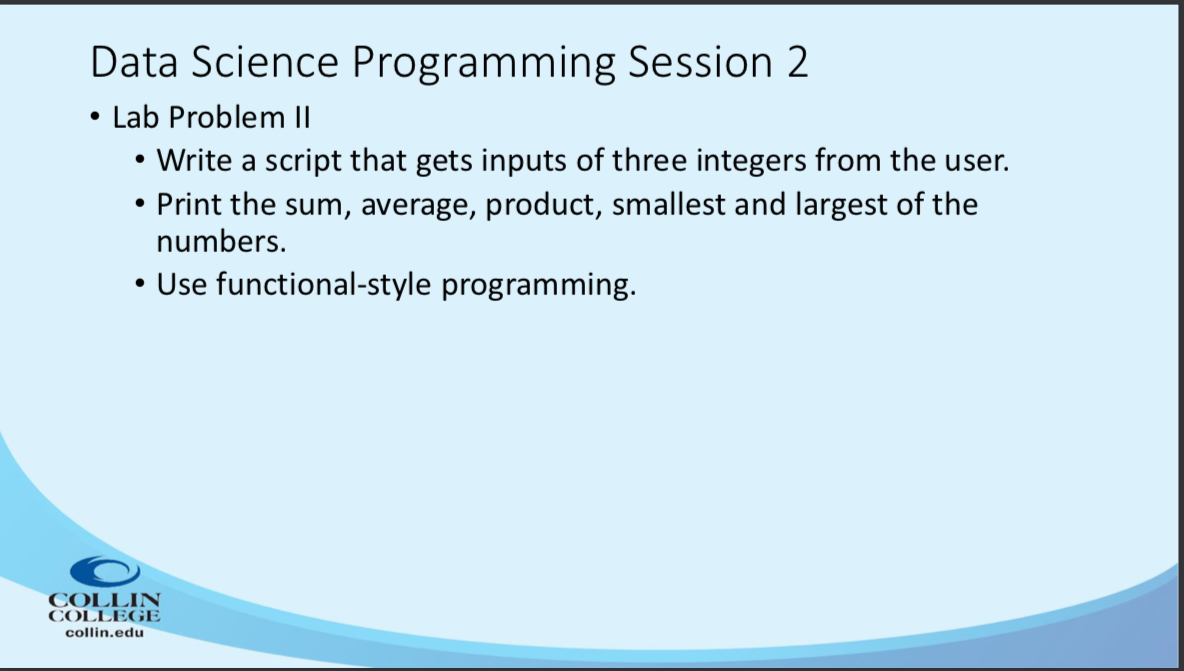 Data Science Programming Session 2
• Lab Problem II
• Write a script that gets inputs of three integers from the user.
• Print the sum, average, product, smallest and largest of the
numbers.
• Use functional-style programming.
COLLIN
COLLEGE
collin.edu